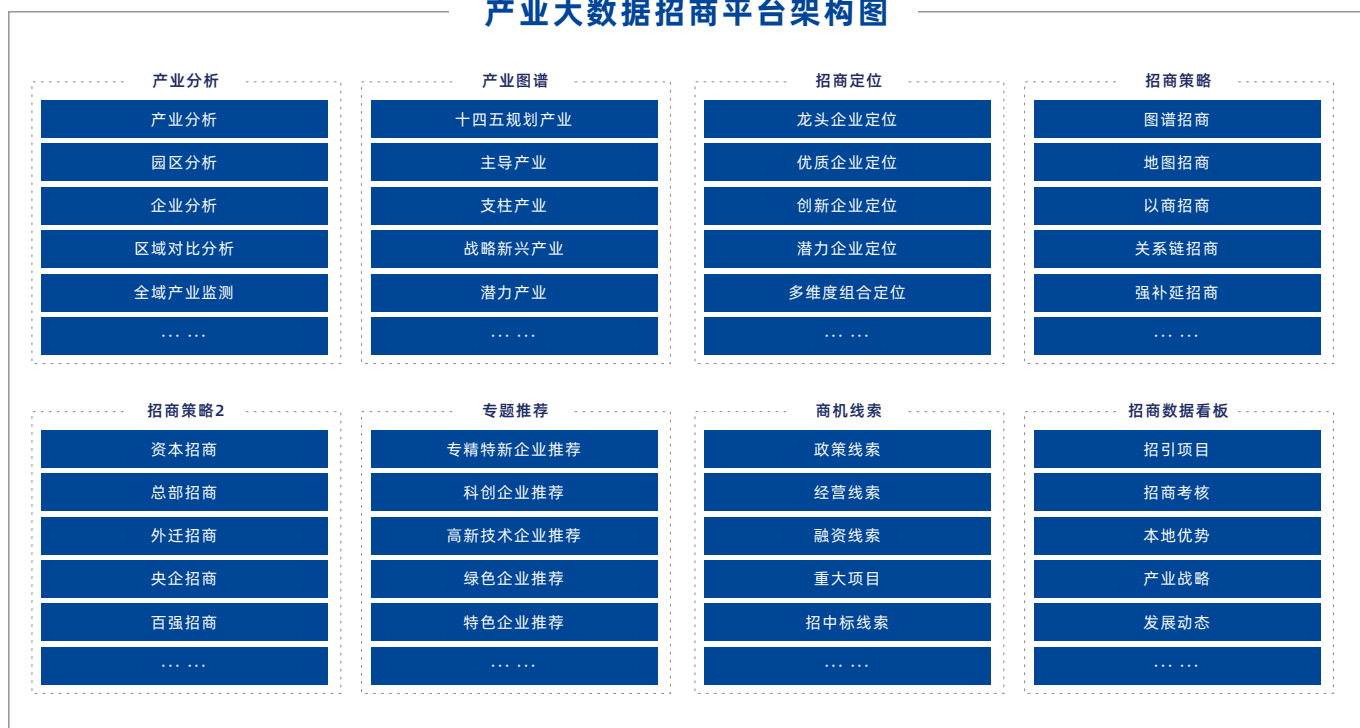 产业大数据招商平台架构图
产业分析
产业分析
园区分析
企业分析
区域对比分析
全域产业监测
... ...
产业图谱
十四五规划产业
主导产业
支柱产业
战略新兴产业
潜力产业
... ...
招商定位
龙头企业定位
优质企业定位
创新企业定位
潜力企业定位
多维度组合定位
... ...
招商策略
图谱招商
地图招商
以商招商
关系链招商
强补延招商
... ...
招商策略2
资本招商
总部招商
外迁招商
央企招商
百强招商
... ...
专题推荐
专精特新企业推荐
科创企业推荐
高新技术企业推荐
绿色企业推荐
特色企业推荐
... ...
商机线索
政策线索
经营线索
融资线索
重大项目
招中标线索
... ...
招商数据看板
招引项目
招商考核
本地优势
产业战略
发展动态
... ...